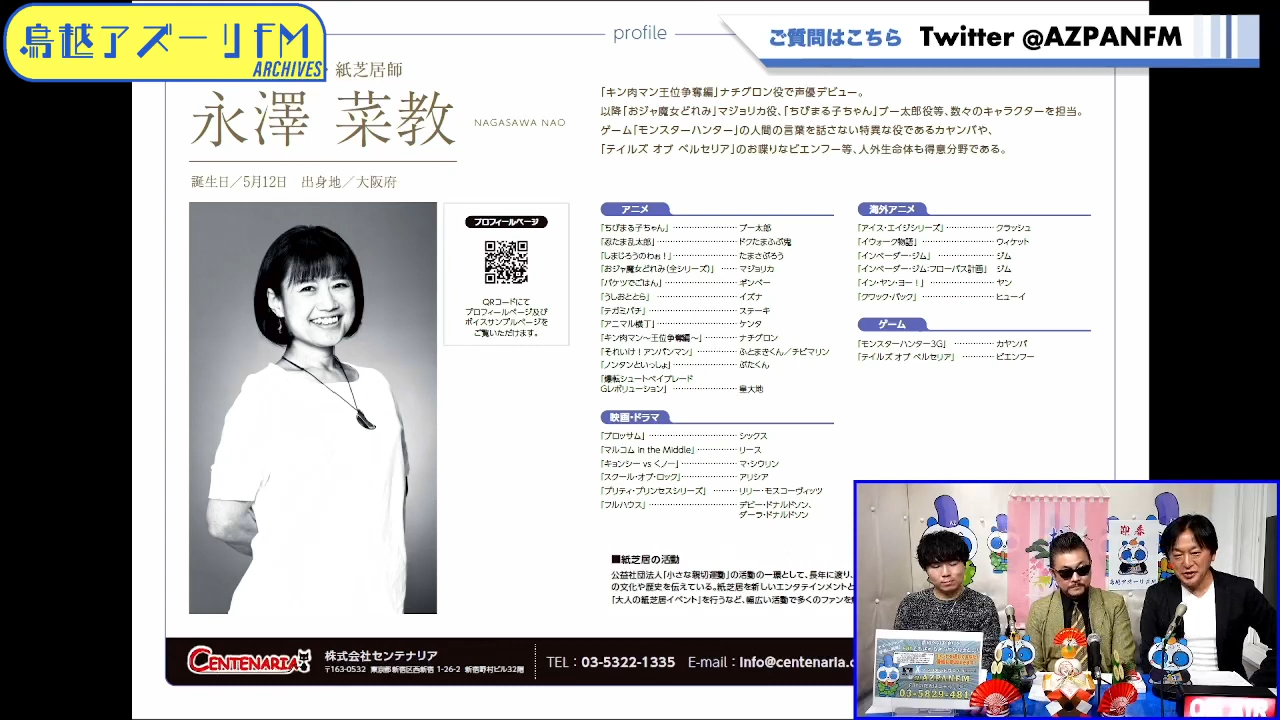 鳥越アズーリFM
ARCHIVES
profile
ご質問はこちら Twitter @AZPANFM
紙芝居師
永澤 菜教
NAGASAWA NAO
誕生日／5月12日 出身地／大阪府
「キン肉マン王位争奪編」ナチグロン役で声優デビュー。
以降「おジャ魔女どれみ」マジョリカ役、「ちびまる子ちゃん」ブー太郎役等、数々のキャラクターを担当。
ゲーム「モンスターハンター」の人間の言葉を話さない特異な役であるカヤンバや、
「テイルズ オブ ベルセリア」のお喋りなビエンフー等、人外生命体も得意分野である。
プロフィールページ
QRコードにて
プロフィールページ及び
ボイスサンプルページを
ご覧いただけます。
アニメ
「ちびまる子ちゃん」 ブー太郎
「忍たま乱太郎」 ドクたまふぶ鬼
「しまじろうのわぉ！」 たまさぶろう
「おジャ魔女どれみ（全シリーズ）」 マジョリカ
「バケツでごはん」 ギンペー
「うしおととら」 イズナ
「テガミバチ」 ステーキ
「アニマル横丁」 ケンタ
「キン肉マン〜王位争奪編〜」 ナチグロン
「それいけ！アンパンマン」 ふとまきくん／チビマリン
「ノンタンといっしょ」 ぶたくん
「爆転シュートベイブレード
Gレボリューション」 皇大地
映画・ドラマ
「ブロッサム」 シックス
「マルコム in the Middle」 リース
「キョンシー vs くノ一」 マ・シウリン
「スクール・オブ・ロック」 アリシア
「プリティ・プリンセスシリーズ」 リリー・モスコーヴィッツ
「フルハウス」 デビー・ドナルドソン、
ダーラ・ドナルドソン
海外アニメ
「アイス・エイジシリーズ」 クラッシュ
「イウォーク物語」 ウィケット
「インベーダー・ジム」 ジム
「インベーダー・ジム：フローパス計画」 ジム
「イン・ヤン・ヨー！」 ヤン
「クワック・パック」 ヒューイ
ゲーム
「モンスターハンター3G」 カヤンバ
「テイルズ オブ ベルセリア」 ビエンフー
■紙芝居の活動
公益社団法人「小さな親切運動」の活動の一環として、長年に渡り、
の文化や歴史を伝えている。紙芝居を新しいエンタテインメントと
「大人の紙芝居イベント」を行うなど、幅広い活動で多くのファンを
CENTENARIA
株式会社センテナリア
〒163-0532 東京都新宿区西新宿 1-26-2 新宿野村ビル32階
TEL：03-5322-1335 E-mail：info@centenaria.c
迎春
@AZPANFM
03-5829-481
ON AIR